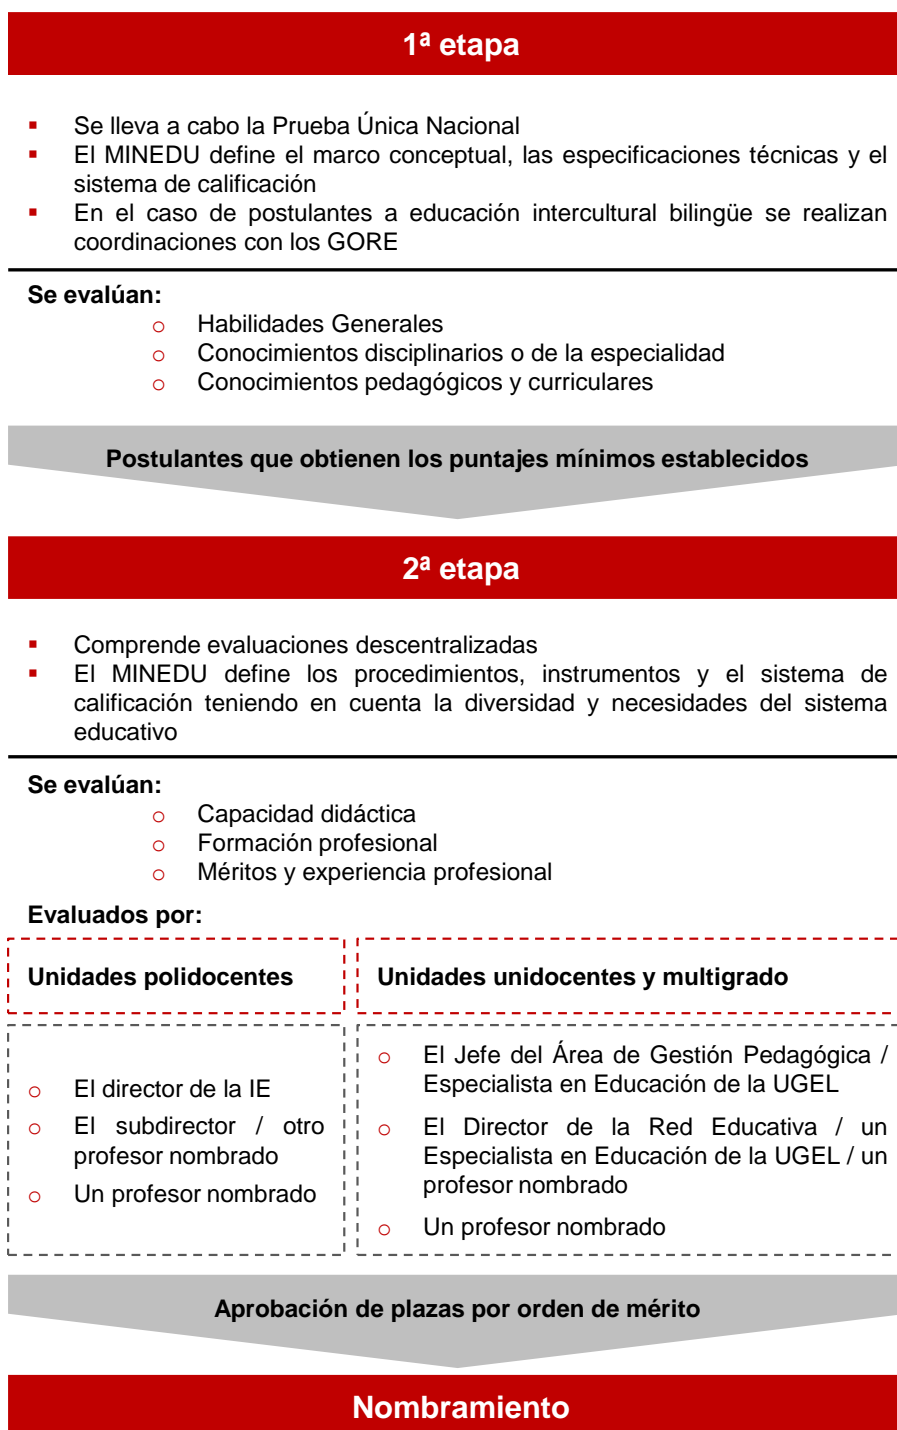 1ª etapa
▪ Se lleva a cabo la Prueba Única Nacional
▪ El MINEDU define el marco conceptual, las especificaciones técnicas y el
sistema de calificación
▪ En el caso de postulantes a educación intercultural bilingüe se realizan
coordinaciones con los GORE
Se evalúan:
o Habilidades Generales
o Conocimientos disciplinarios o de la especialidad
o Conocimientos pedagógicos y curriculares
Postulantes que obtienen los puntajes mínimos establecidos
2ª etapa
▪ Comprende evaluaciones descentralizadas
▪ El MINEDU define los procedimientos, instrumentos y el sistema de
calificación teniendo en cuenta la diversidad y necesidades del sistema
educativo
Se evalúan:
o Capacidad didáctica
o Formación profesional
o Méritos y experiencia profesional
Evaluados por:
Unidades polidocentes
o El director de la IE
o El subdirector / otro
profesor nombrado
o Un profesor nombrado
Unidades unidocentes y multigrado
o El Jefe del Área de Gestión Pedagógica /
Especialista en Educación de la UGEL
o El Director de la Red Educativa / un
Especialista en Educación de la UGEL / un
profesor nombrado
o Un profesor nombrado
Aprobación de plazas por orden de mérito
Nombramiento